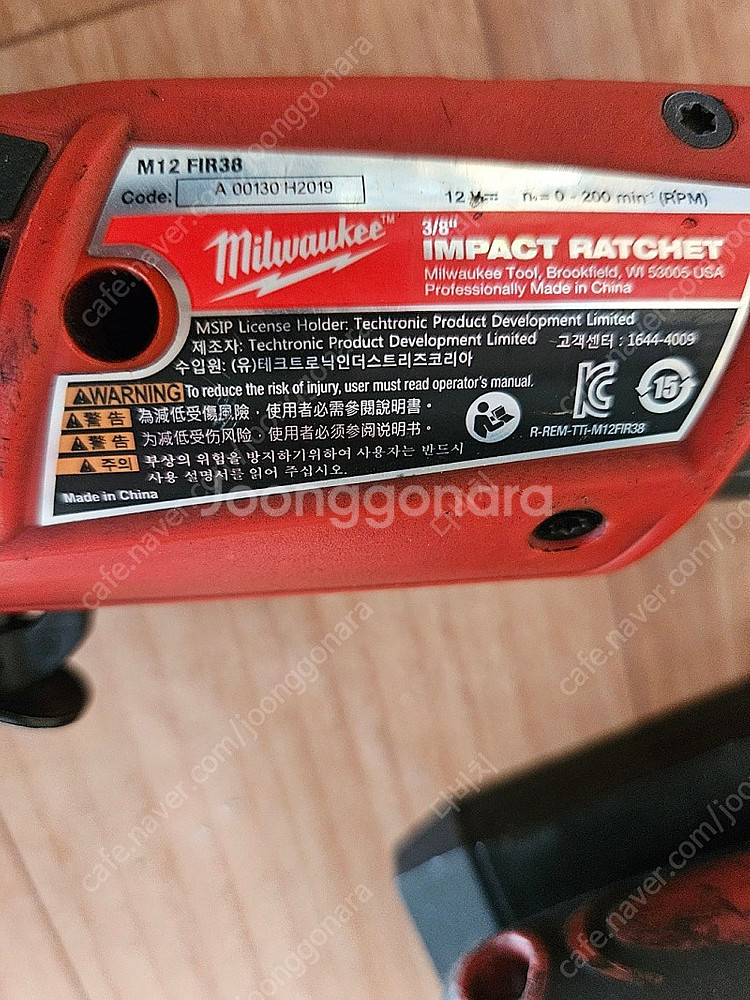 M12 FIR38
Code: A 00130 H2019
12 V n₀ = 0 - 200 min⁻¹ (RPM)
Milwaukee™
3/8"
IMPACT RATCHET
Milwaukee Tool, Brookfield, WI 53005 USA
Professionally Made in China
MSIP License Holder: Techtronic Product Development Limited
제조자: Techtronic Product Development Limited 고객센터 : 1644-4009
수입원: (유)테크트로닉인더스트리즈코리아
WARNING To reduce the risk of injury, user must read operator's manual.
警告 為減低受傷風險，使用者必需參閱說明書。
警告 为减低受伤风险，使用者必须参阅说明书。
주의 부상의 위험을 방지하기위하여 사용자는 반드시
사용 설명서를 읽어 주십시오.
15
R-REM-TTI-M12FIR38
Made in China
Joonggonara
cafe.naver.com/joonggonara